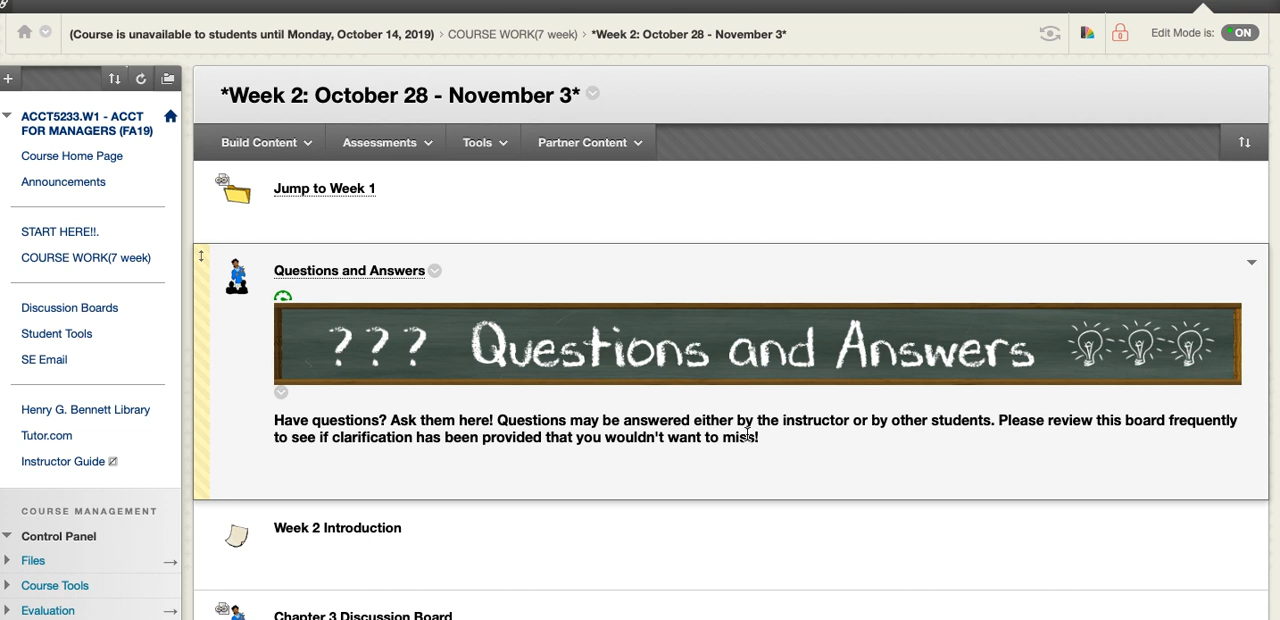 (Course is unavailable to students until Monday, October 14, 2019) › COURSE WORK(7 week) › *Week 2: October 28 - November 3*
Edit Mode is: ON
ACCT5233.W1 - ACCT
FOR MANAGERS (FA19)
Course Home Page
Announcements
START HERE!!.
COURSE WORK(7 week)
Discussion Boards
Student Tools
SE Email
Henry G. Bennett Library
Tutor.com
Instructor Guide
COURSE MANAGEMENT
Control Panel
Files
Course Tools
Evaluation
*Week 2: October 28 - November 3*
Build Content Assessments Tools Partner Content
Jump to Week 1
Questions and Answers
??? Questions and Answers
Have questions? Ask them here! Questions may be answered either by the instructor or by other students. Please review this board frequently
to see if clarification has been provided that you wouldn't want to miss!
Week 2 Introduction
Chapter 3 Discussion Board